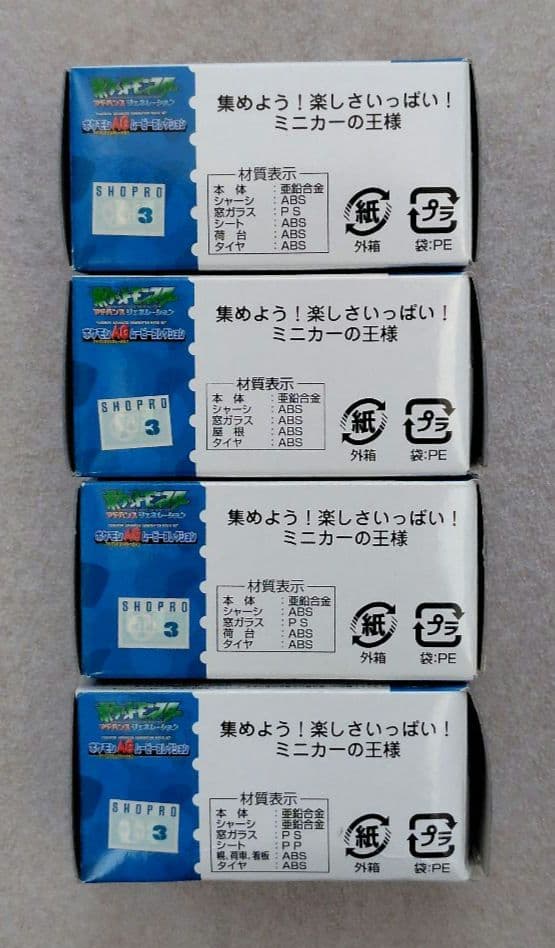 ポケットモンスター
アドバンスジェネレーション
ポケモンAGムービーコレクション
SHOPRO
3
集めよう！楽しさいっぱい！
ミニカーの王様
材質表示
本体：亜鉛合金
シャーシ：ABS
窓ガラス：PS
シート：ABS
荷台：ABS
タイヤ：ABS
紙
外箱
プラ
袋:PE
ポケットモンスター
アドバンスジェネレーション
ポケモンAGムービーコレクション
SHOPRO
3
集めよう！楽しさいっぱい！
ミニカーの王様
材質表示
本体：亜鉛合金
シャーシ：ABS
窓ガラス：ABS
屋根：ABS
タイヤ：ABS
紙
外箱
プラ
袋:PE
ポケットモンスター
アドバンスジェネレーション
ポケモンAGムービーコレクション
SHOPRO
3
集めよう！楽しさいっぱい！
ミニカーの王様
材質表示
本体：亜鉛合金
シャーシ：ABS
窓ガラス：PS
荷台：ABS
タイヤ：ABS
紙
外箱
プラ
袋:PE
ポケットモンスター
アドバンスジェネレーション
ポケモンAGムービーコレクション
SHOPRO
3
集めよう！楽しさいっぱい！
ミニカーの王様
材質表示
本体：亜鉛合金
シャーシ：亜鉛合金
窓ガラス：PS
シート：PP
幌、荷車、看板：ABS
タイヤ：ABS
紙
外箱
プラ
袋:PE